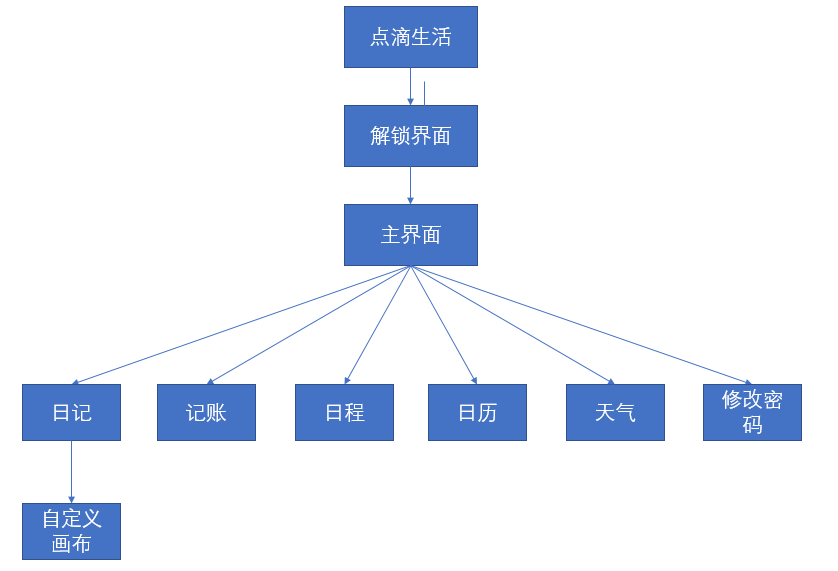 点滴生活
解锁界面
主界面
日记
记账
日程
日历
天气
修改密
码
自定义
画布